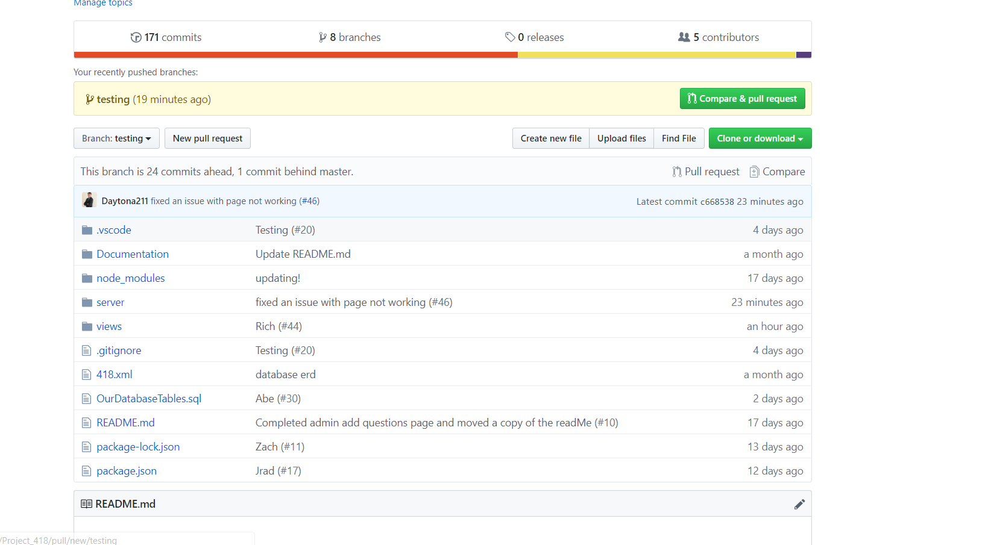 Manage topics
171 commits 8 branches 0 releases 5 contributors
Your recently pushed branches:
testing (19 minutes ago) Compare & pull request
Branch: testing New pull request Create new file Upload files Find File Clone or download
This branch is 24 commits ahead, 1 commit behind master. Pull request Compare
Daytona211 fixed an issue with page not working (#46) Latest commit c668538 23 minutes ago
.vscode Testing (#20) 4 days ago
Documentation Update README.md a month ago
node_modules updating! 17 days ago
server fixed an issue with page not working (#46) 23 minutes ago
views Rich (#44) an hour ago
.gitignore Testing (#20) 4 days ago
418.xml database erd a month ago
OurDatabaseTables.sql Abe (#30) 2 days ago
README.md Completed admin add questions page and moved a copy of the readMe (#10) 17 days ago
package-lock.json Zach (#11) 13 days ago
package.json Jrad (#17) 12 days ago
README.md
/Project_418/pull/new/testing